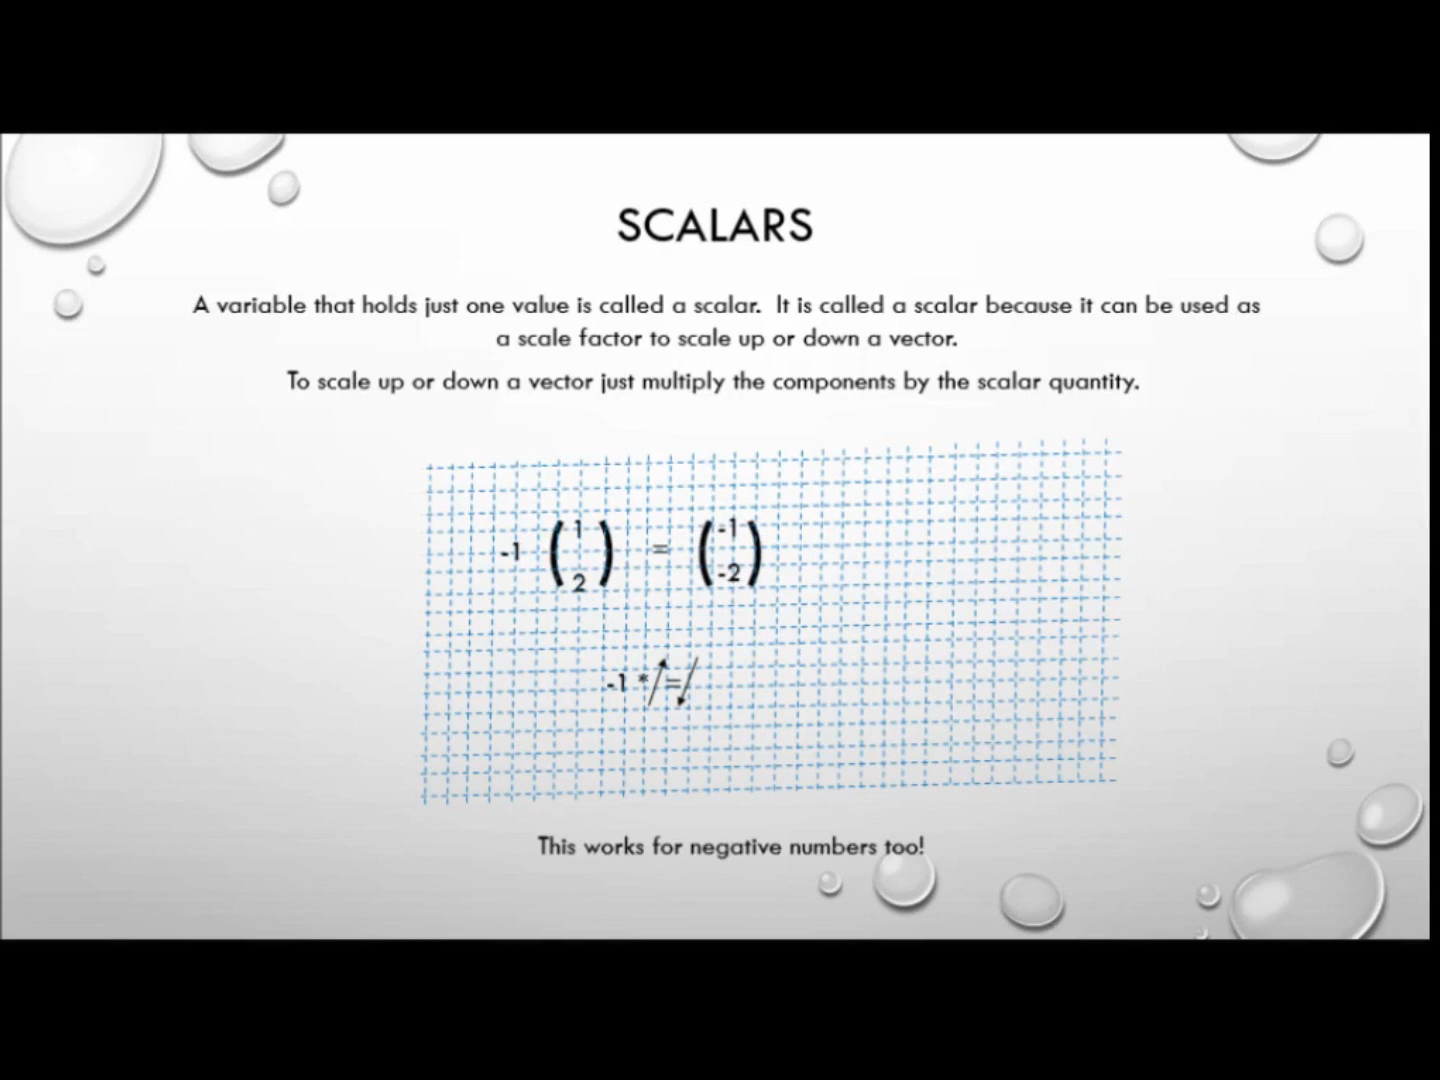 SCALARS
A variable that holds just one value is called a scalar. It is called a scalar because it can be used as
a scale factor to scale up or down a vector.
To scale up or down a vector just multiply the components by the scalar quantity.
-1 (1 2) = (-1 -2)
-1 * =
This works for negative numbers too!